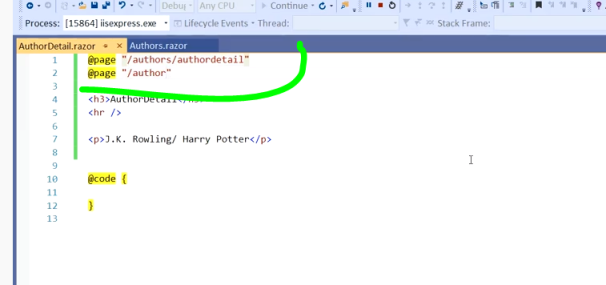 Debug Any CPU Continue
Process: [15864] iisexpress.exe Lifecycle Events Thread: Stack Frame:
AuthorDetail.razor Authors.razor
1 @page "/authors/authordetail"
2 @page "/author"
3
4 <h3>AuthorDetail</h3>
5 <hr />
6
7 <p>J.K. Rowling/ Harry Potter</p>
8
9
10 @code {
11
12 }
13